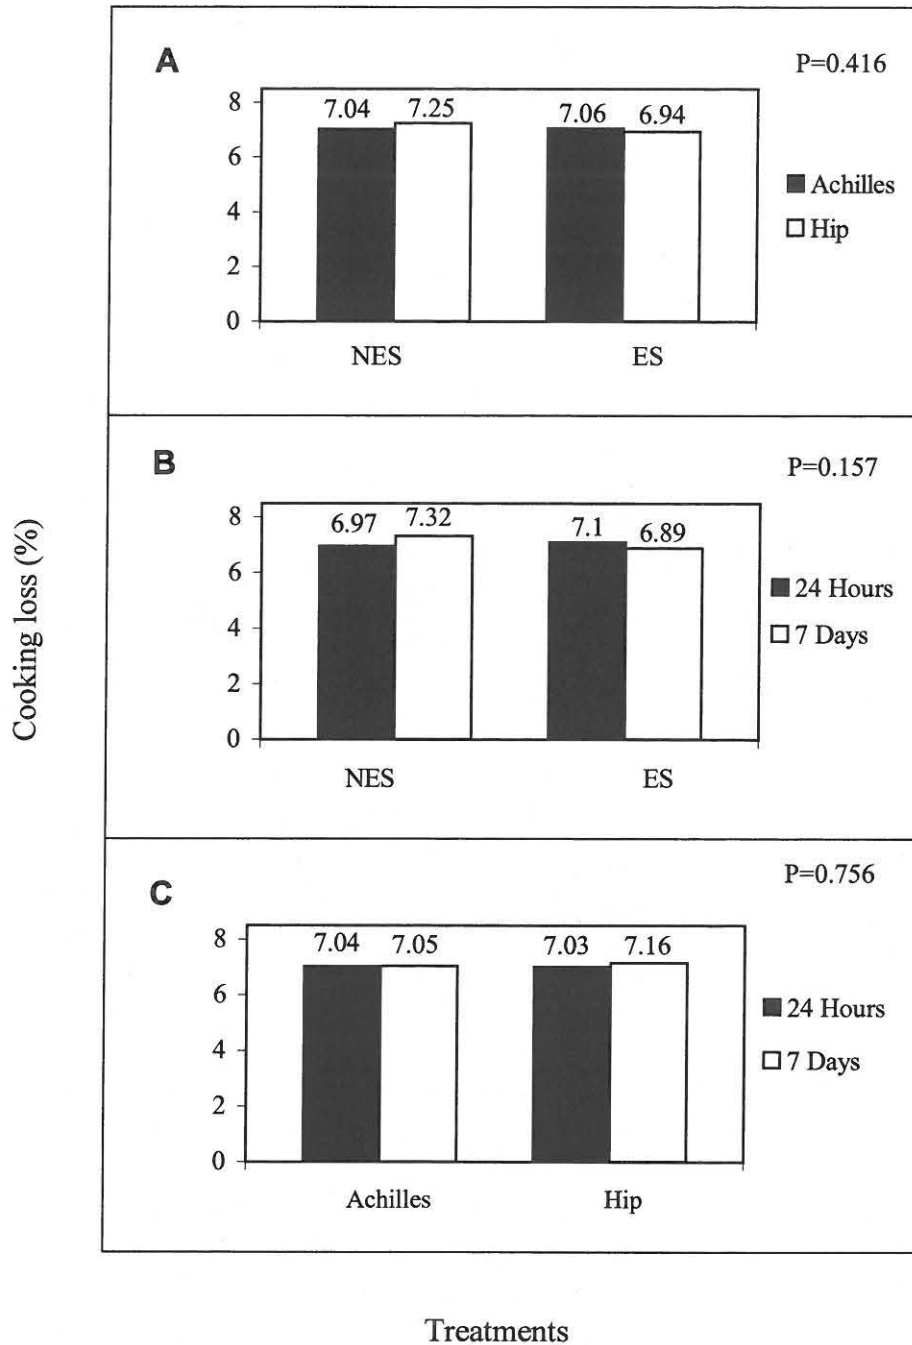 A
P=0.416
8
7.04 7.25 7.06 6.94
6
4
2
0
Achilles
Hip
NES ES
B
P=0.157
8
6.97 7.32 7.1 6.89
6
4
2
0
24 Hours
7 Days
NES ES
Cooking loss (%)
C
P=0.756
8
7.04 7.05 7.03 7.16
6
4
2
0
24 Hours
7 Days
Achilles Hip
Treatments